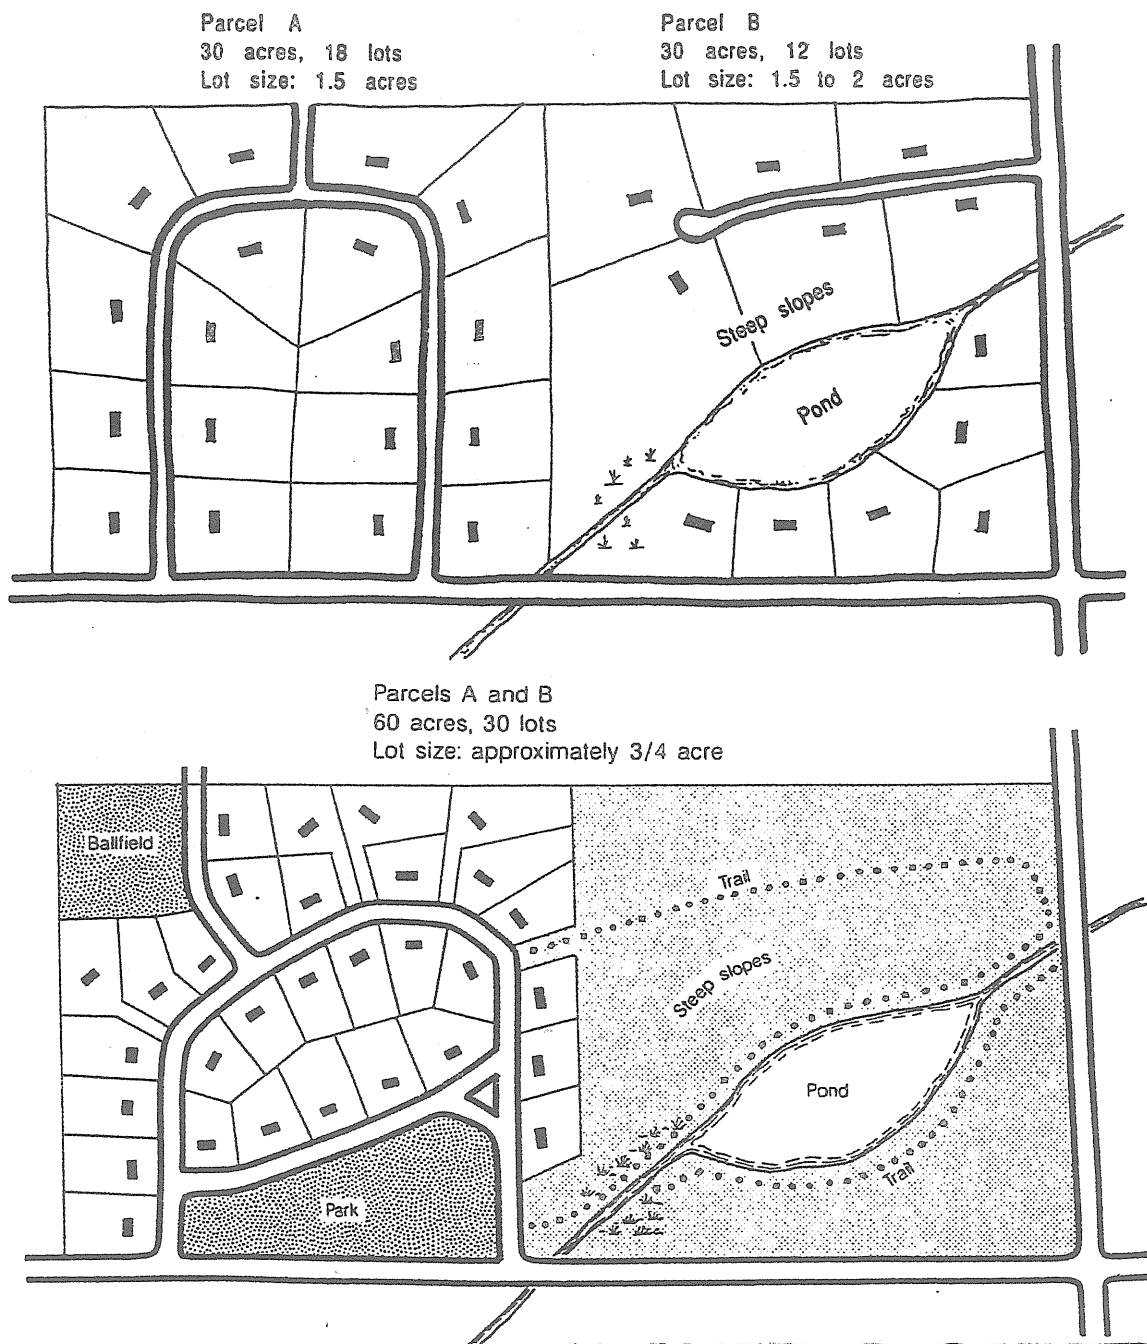 Parcel A
30 acres, 18 lots
Lot size: 1.5 acres
Parcel B
30 acres, 12 lots
Lot size: 1.5 to 2 acres
Steep slopes
Pond
Parcels A and B
60 acres, 30 lots
Lot size: approximately 3/4 acre
Ballfield
Trail
Steep slopes
Pond
Trail
Park